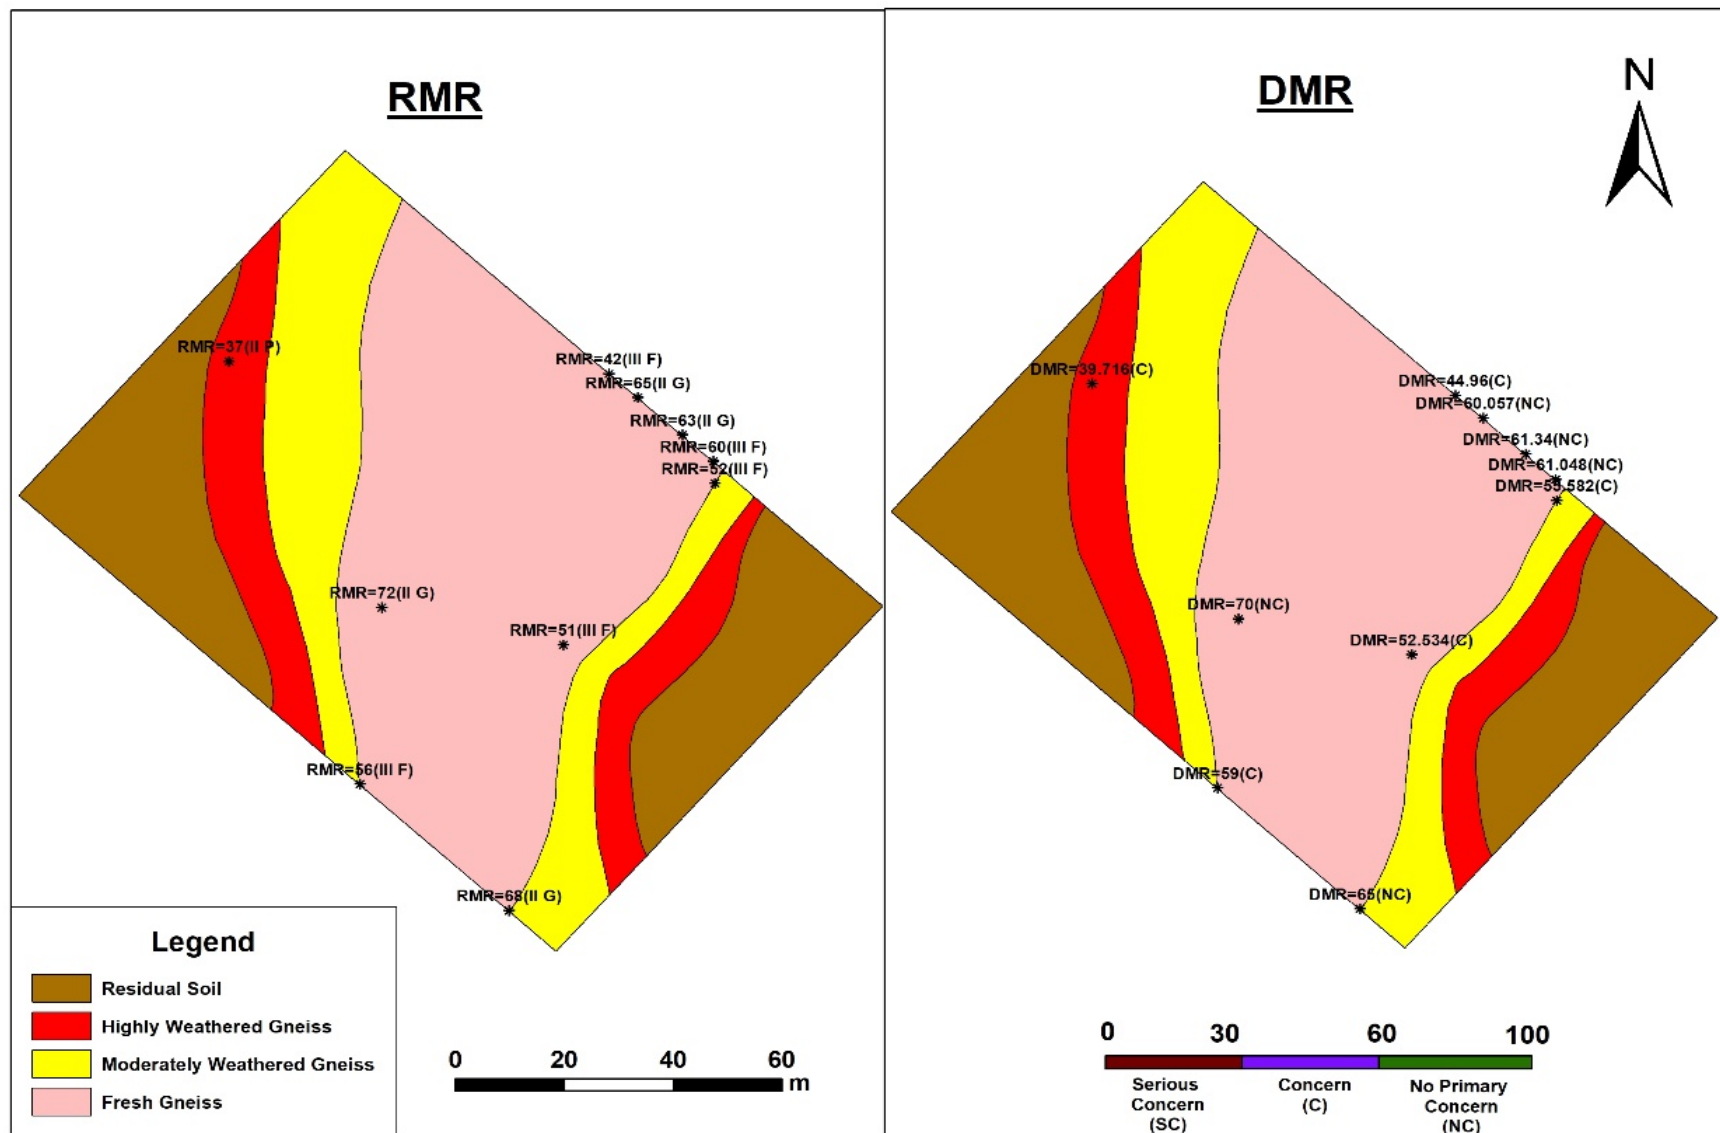 RMR
RMR=37(II P)
RMR=42(III F)
RMR=65(II G)
RMR=63(II G)
RMR=60(III F)
RMR=52(III F)
RMR=72(II G)
RMR=51(III F)
RMR=56(III F)
RMR=68(II G)
Legend
Residual Soil
Highly Weathered Gneiss
Moderately Weathered Gneiss
Fresh Gneiss
0 20 40 60
m
DMR
N
DMR=39.716(C)
DMR=44.96(C)
DMR=60.057(NC)
DMR=61.34(NC)
DMR=61.048(NC)
DMR=53.582(C)
DMR=70(NC)
DMR=52.534(C)
DMR=59(C)
DMR=65(NC)
0 30 60 100
Serious
Concern
(SC)
Concern
(C)
No Primary
Concern
(NC)